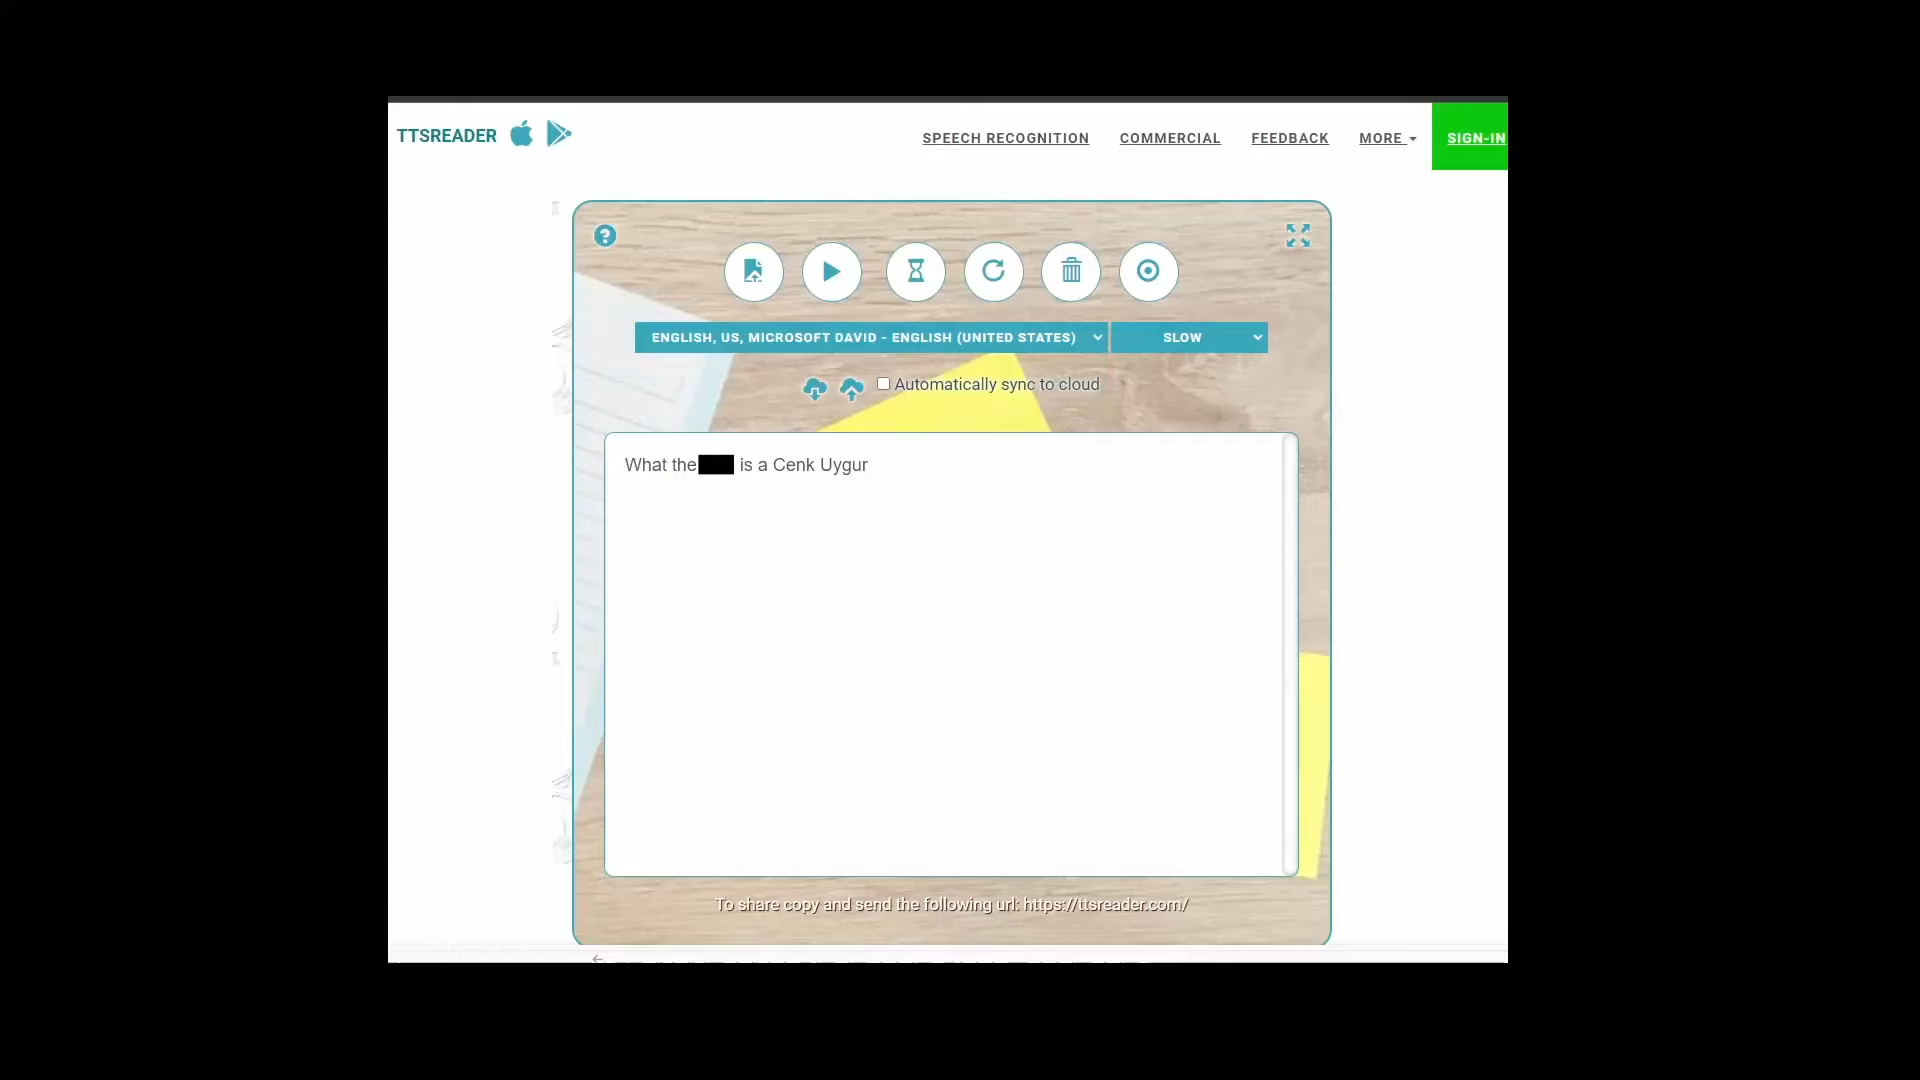 TTSREADER
SPEECH RECOGNITION
COMMERCIAL
FEEDBACK
MORE
SIGN-IN
ENGLISH, US, MICROSOFT DAVID - ENGLISH (UNITED STATES)
SLOW
Automatically sync to cloud
What the is a Cenk Uygur
To share copy and send the following url: https://ttsreader.com/